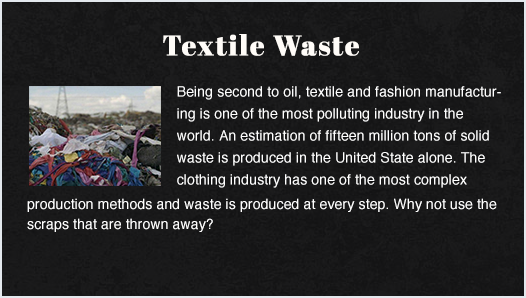 Textile Waste
Being second to oil, textile and fashion manufactur-
ing is one of the most polluting industry in the
world. An estimation of fifteen million tons of solid
waste is produced in the United State alone. The
clothing industry has one of the most complex
production methods and waste is produced at every step. Why not use the
scraps that are thrown away?